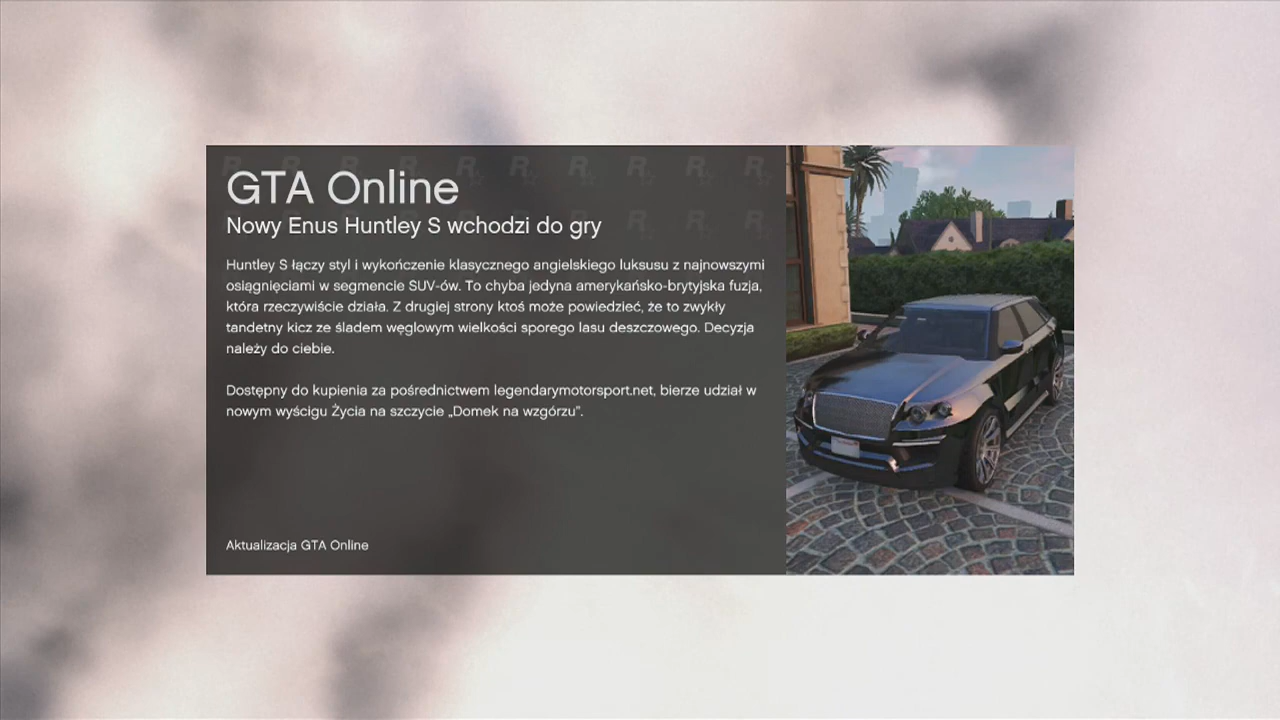 GTA Online
Nowy Enus Huntley S wchodzi do gry
Huntley S łączy styl i wykończenie klasycznego angielskiego luksusu z najnowszymi
osiągnięciami w segmencie SUV-ów. To chyba jedyna amerykańsko-brytyjska fuzja,
która rzeczywiście działa. Z drugiej strony ktoś może powiedzieć, że to zwykły
tandetny kicz ze śladem węglowym wielkości sporego lasu deszczowego. Decyzja
należy do ciebie.
Dostępny do kupienia za pośrednictwem legendarymotorsport.net, bierze udział w
nowym wyścigu Życia na szczycie „Domek na wzgórzu”.
Aktualizacja GTA Online